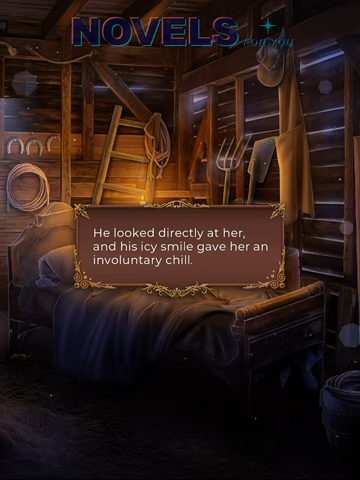 NOVELS
FOR YOU
He looked directly at her,
and his icy smile gave her an
involuntary chill.